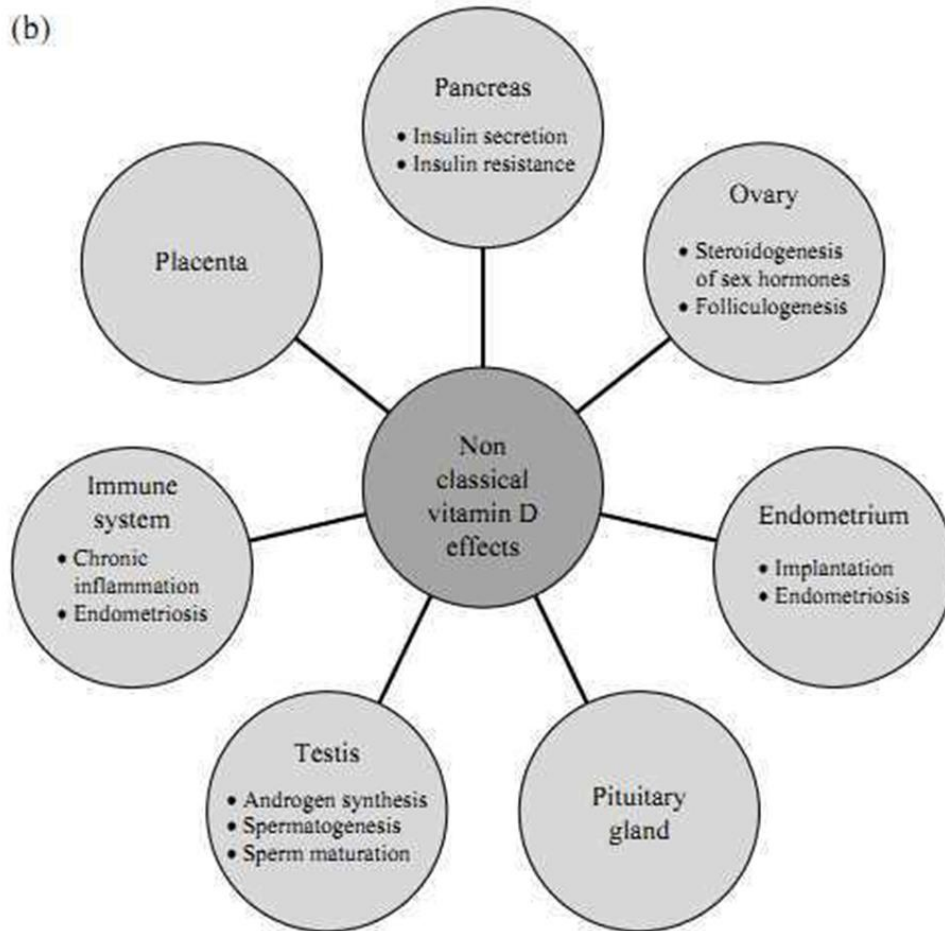 (b)
Pancreas
• Insulin secretion
• Insulin resistance
Ovary
• Steroidogenesis
of sex hormones
• Folliculogenesis
Placenta
Non
classical
vitamin D
effects
Immune
system
• Chronic
inflammation
• Endometriosis
Endometrium
• Implantation
• Endometriosis
Testis
• Androgen synthesis
• Spermatogenesis
• Sperm maturation
Pituitary
gland